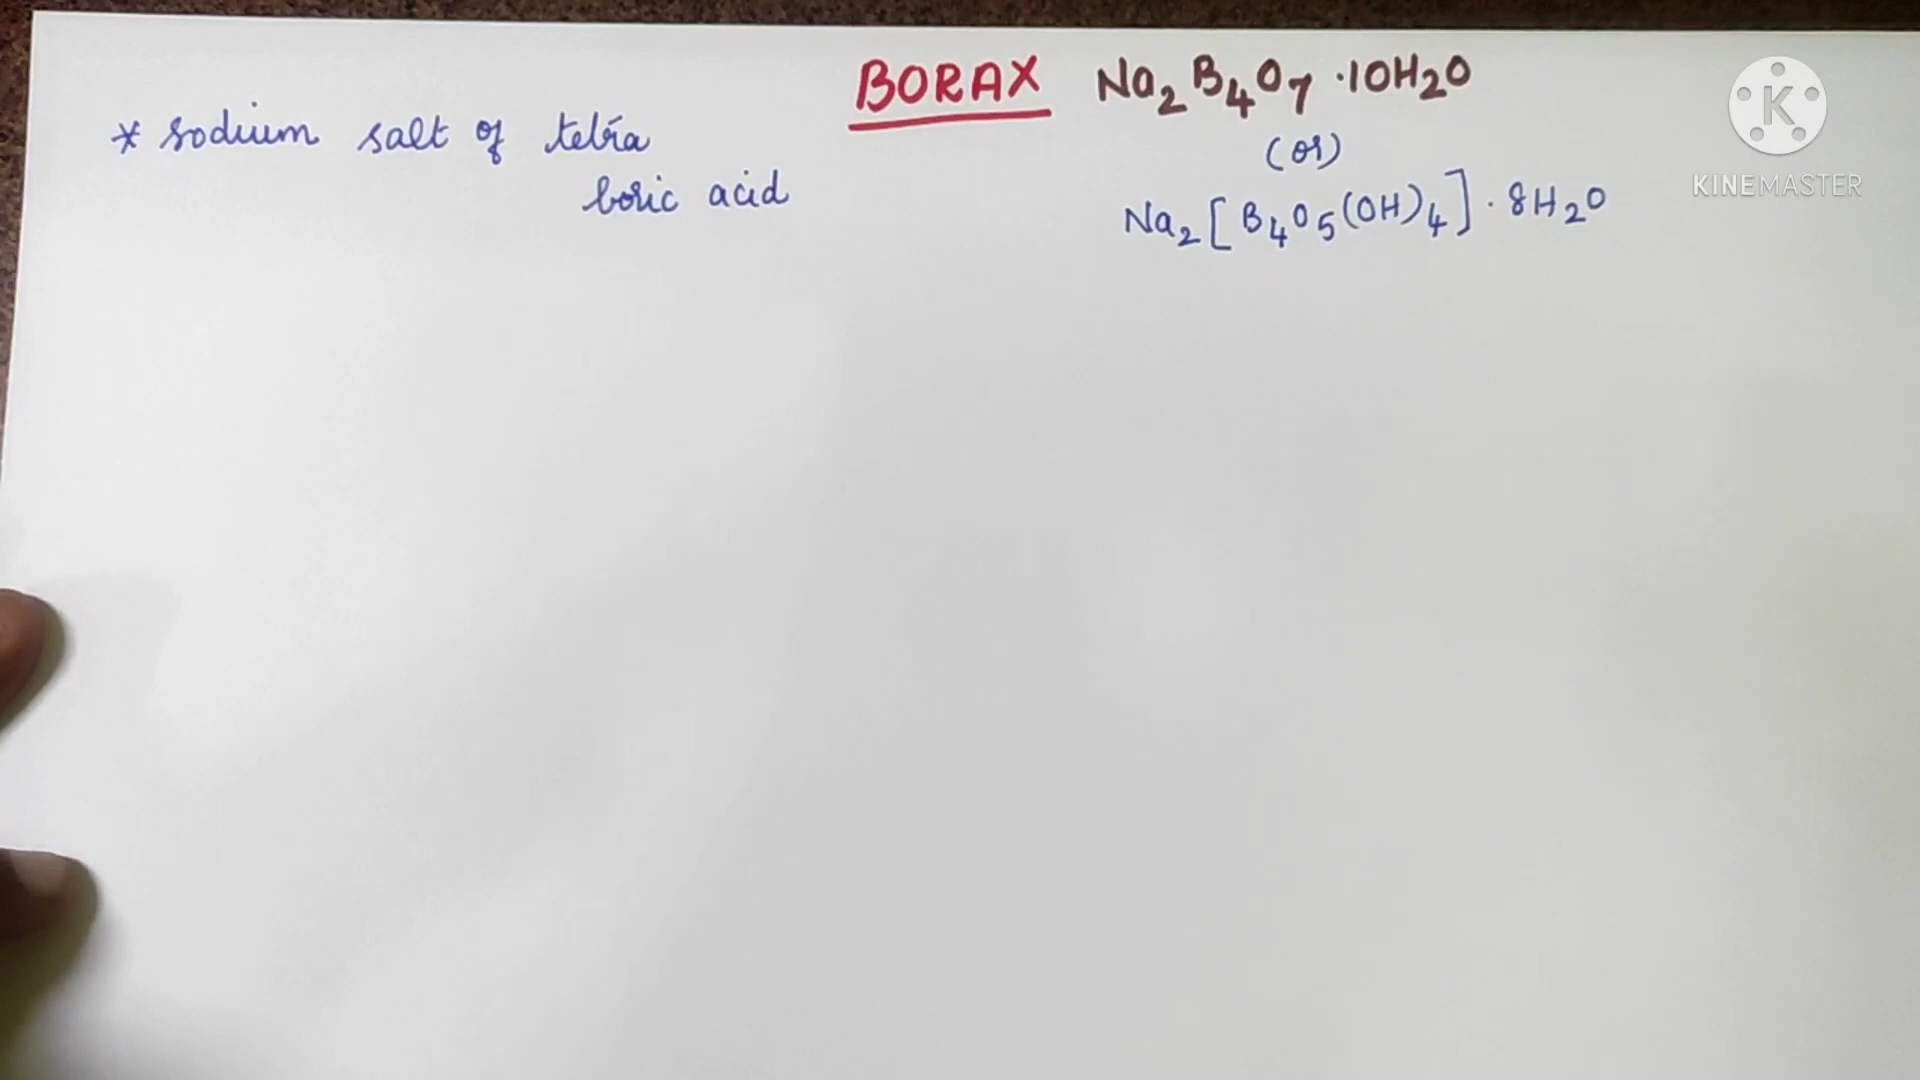 BORAX Na₂B₄O₇ ·10H₂O
* sodium salt of tetra
boric acid
(or)
Na₂[B₄O₅(OH)₄]·8H₂O
K
KINEMASTER